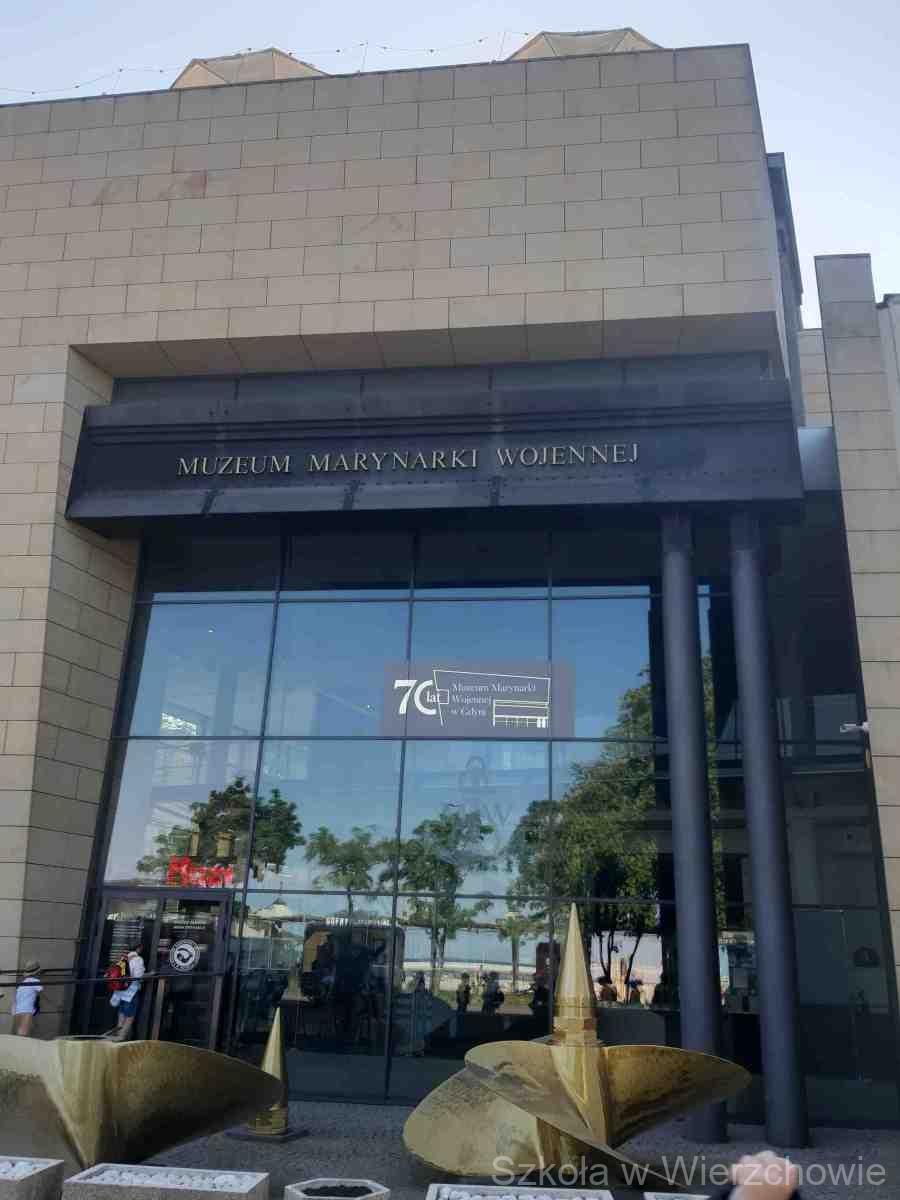 MUZEUM MARYNARKI WOJENNEJ
70 lat
Muzeum Marynarki
Wojennej
w Gdyni
Szkoła w Wierzchowie